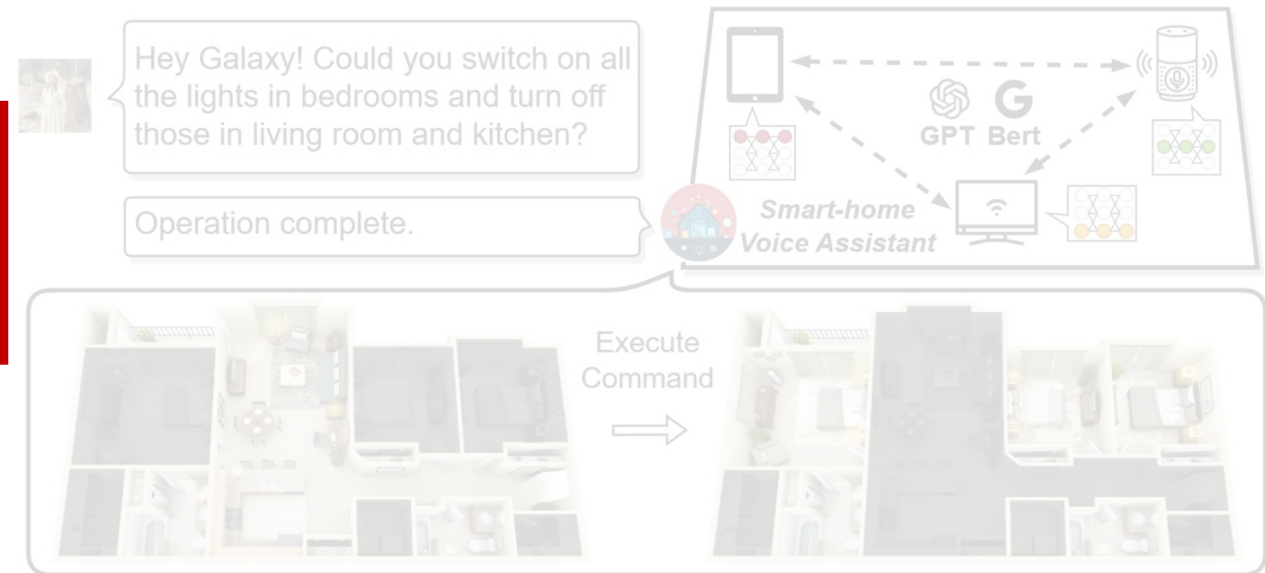 Hey Galaxy! Could you switch on all
the lights in bedrooms and turn off
those in living room and kitchen?
Operation complete.
GPT Bert
Smart-home
Voice Assistant
Execute
Command